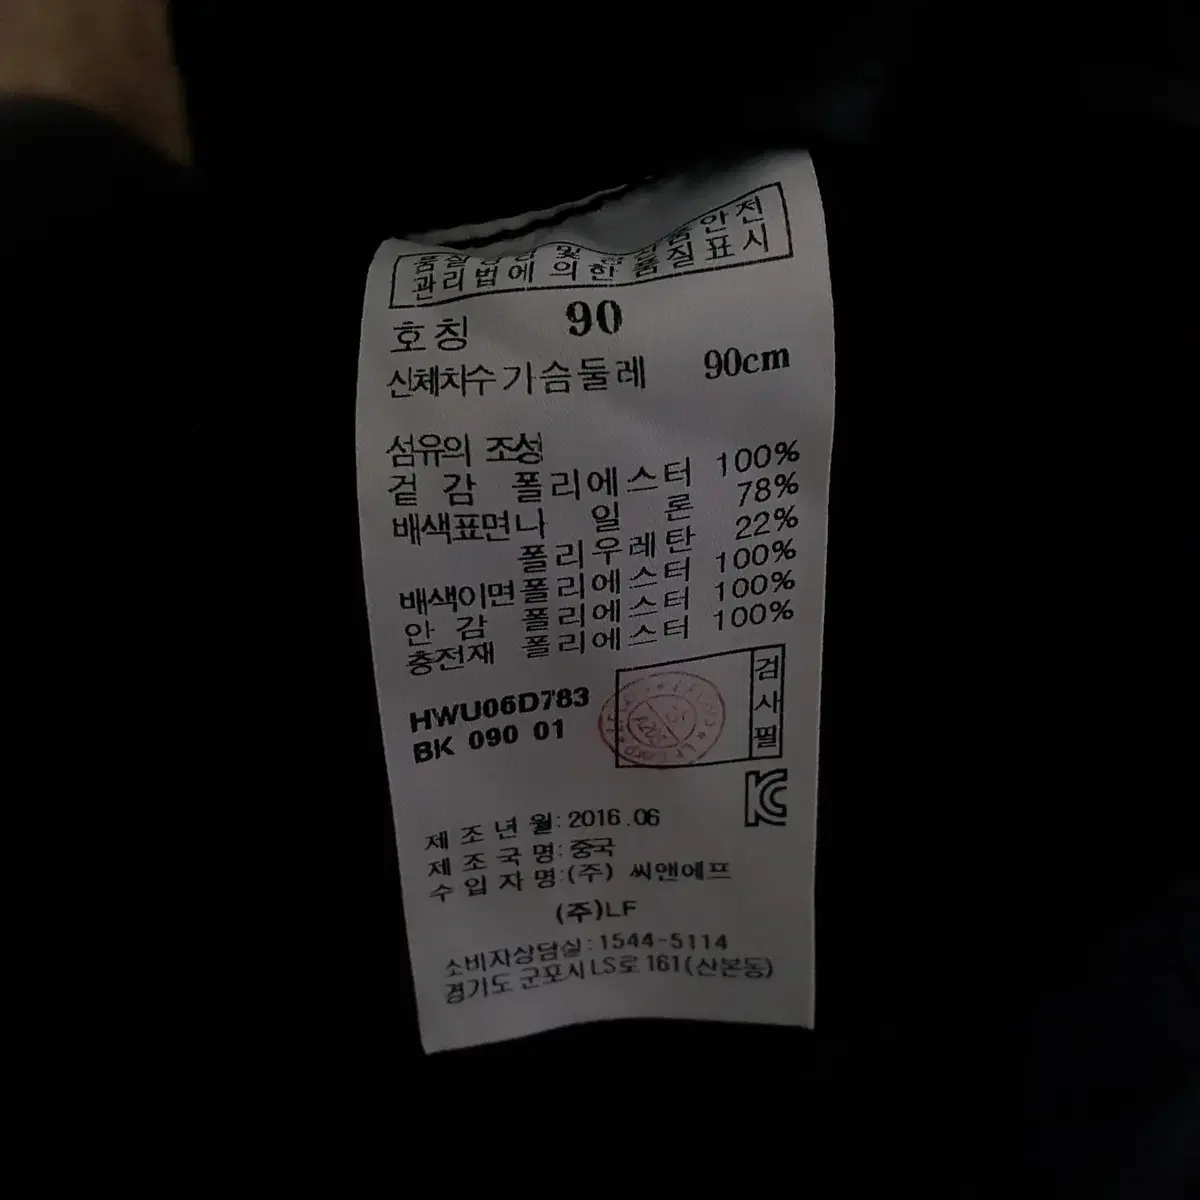 및 안전
관리법에 의한 품질표시
호칭 90
신체치수 가슴둘레 90cm
섬유의 조성
겉 감 폴리에스터 100%
배색표면 나 일 론 78%
폴리우레탄 22%
배색이면 폴리에스터 100%
안 감 폴리에스터 100%
충전재 폴리에스터 100%
HWU06D783
BK 090 01
검사필
KC
제조년월: 2016.06
제조국명: 중국
수입자명: (주) 씨앤에프
(주)LF
소비자상담실: 1544-5114
경기도 군포시 LS로 161(산본동)